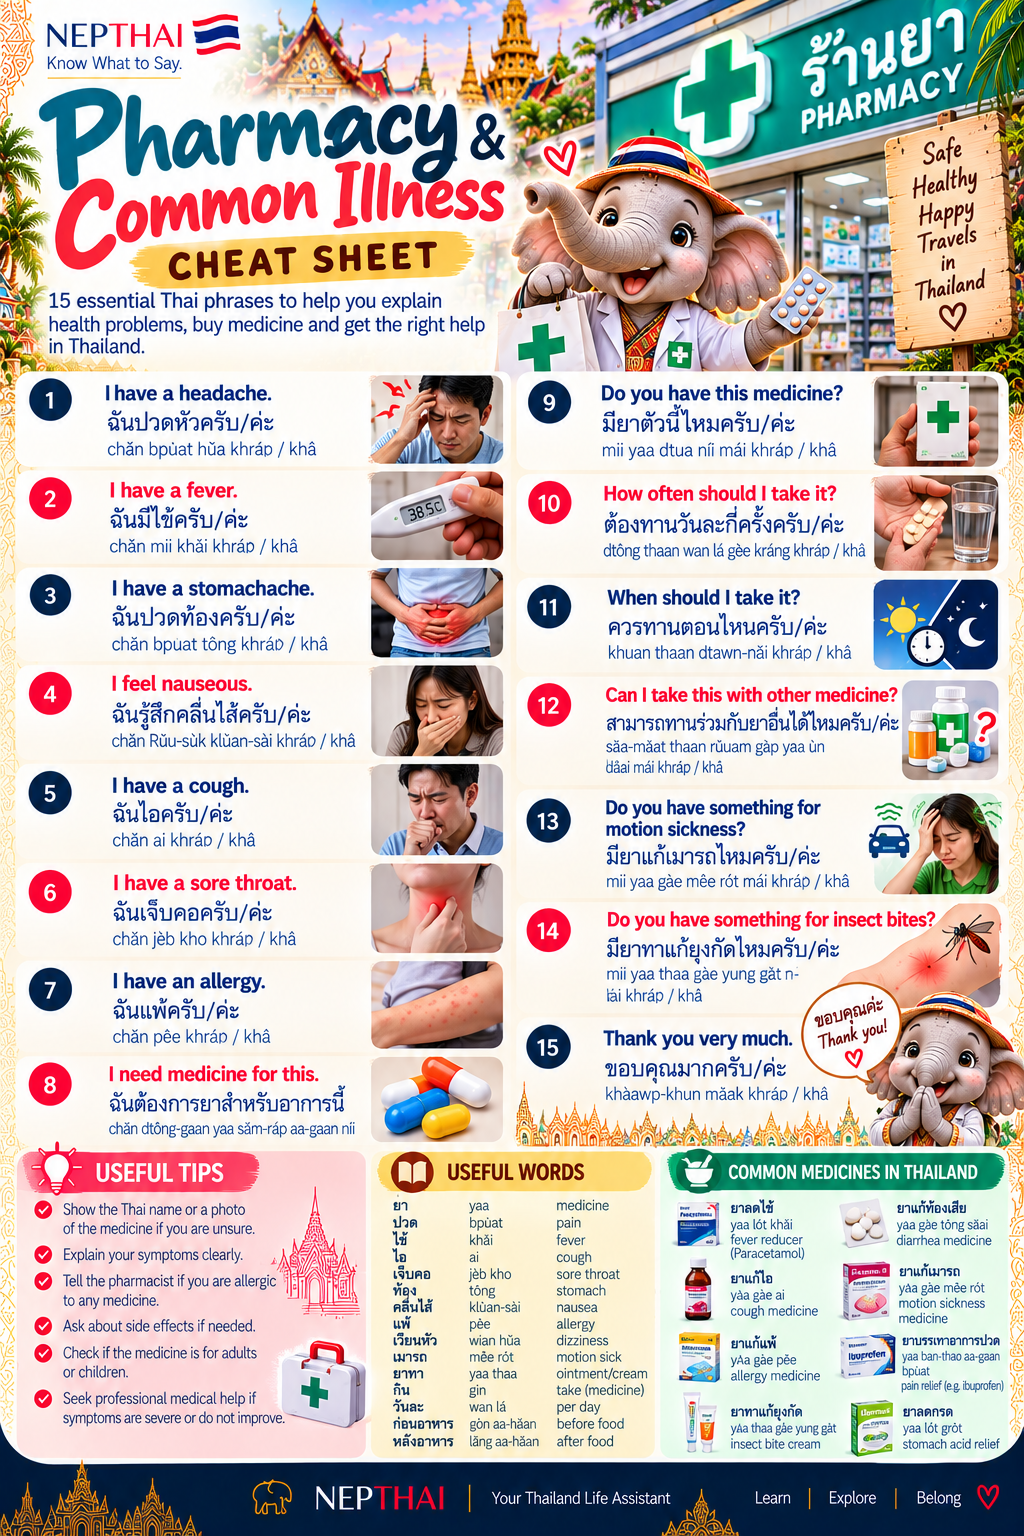 NEPTHAI
Know What to Say.
Pharmacy &
Common Illness
CHEAT SHEET
15 essential Thai phrases to help you explain
health problems, buy medicine and get the right help
in Thailand.
ร้านยา
PHARMACY
Safe
Healthy
Happy
Travels
in
Thailand
1
I have a headache.
ฉันปวดหัวครับ/ค่ะ
chăn bpùat hŭa khráp / khâ
2
I have a fever.
ฉันมีไข้ครับ/ค่ะ
chăn mii khăi khráp / khâ
38.5C
3
I have a stomachache.
ฉันปวดท้องครับ/ค่ะ
chăn bpùat tông khráp / khâ
4
I feel nauseous.
ฉันรู้สึกคลื่นไส้ครับ/ค่ะ
chăn Rŭu-sùk klŭan-sài khráp / khâ
5
I have a cough.
ฉันไอครับ/ค่ะ
chăn ai khráp / khâ
6
I have a sore throat.
ฉันเจ็บคอครับ/ค่ะ
chăn jèb kho khráp / khâ
7
I have an allergy.
ฉันแพ้ครับ/ค่ะ
chăn pêe khráp / khâ
8
I need medicine for this.
ฉันต้องการยาสำหรับอาการนี้
chăn dtông-gaan yaa săm-ráp aa-gaan níi
9
Do you have this medicine?
มียาตัวนี้ไหมครับ/ค่ะ
mii yaa dtua níi mái khráp / khâ
10
How often should I take it?
ต้องทานวันละกี่ครั้งครับ/ค่ะ
dtông thaan wan lá gèe kráng khráp / khâ
11
When should I take it?
ควรทานตอนไหนครับ/ค่ะ
khuan thaan dtawn-năi khráp / khâ
12
Can I take this with other medicine?
สามารถทานร่วมกับยาอื่นได้ไหมครับ/ค่ะ
săa-măat thaan rŭuam gàp yaa ùn
dâai mái khráp / khâ
?
13
Do you have something for
motion sickness?
มียาแก้เมารถไหมครับ/ค่ะ
mii yaa gàe mêe rót mái khráp / khâ
14
Do you have something for insect bites?
มียาทาแก้ยุงกัดไหมครับ/ค่ะ
mii yaa thaa gàe yung găt n-
lăi khráp / khâ
15
Thank you very much.
ขอบคุณมากครับ/ค่ะ
khàawp-khun măak khráp / khâ
ขอบคุณค่ะ
Thank you!
USEFUL TIPS
Show the Thai name or a photo
of the medicine if you are unsure.
Explain your symptoms clearly.
Tell the pharmacist if you are allergic
to any medicine.
Ask about side effects if needed.
Check if the medicine is for adults
or children.
Seek professional medical help if
symptoms are severe or do not improve.
USEFUL WORDS
ยา yaa medicine
ปวด bpùat pain
ไข้ khăi fever
ไอ ai cough
เจ็บคอ jèb kho sore throat
ท้อง tông stomach
คลื่นไส้ klùan-sài nausea
แพ้ pèe allergy
เวียนหัว wian hŭa dizziness
เมารถ mêe rót motion sick
ยาทา yaa thaa ointment/cream
กิน gin take (medicine)
วันละ wan lá per day
ก่อนอาหาร gòn aa-hăan before food
หลังอาหาร lăng aa-hăan after food
COMMON MEDICINES IN THAILAND
ยาลดไข้
yaa lót khăi
fever reducer
(Paracetamol)
ยาแก้ไอ
yàa gàe ai
cough medicine
ยาแก้แพ้
yàa gàe pêe
allergy medicine
ยาทาแก้ยุงกัด
yàa thaa gâe yung gàt
insect bite cream
ยาแก้ท้องเสีย
yaa gàe tông săai
diarrhea medicine
ยาแก้เมารถ
yàa gàe mêe rót
motion sickness
medicine
ยาบรรเทาอาการปวด
yaa ban-thao aa-gaan
bpùat
pain relief (e.g. ibuprofen)
Ibuprofen
ยาลดกรด
yaa lót gròt
stomach acid relief
NEPTHAI
Your Thailand Life Assistant
Learn | Explore | Belong